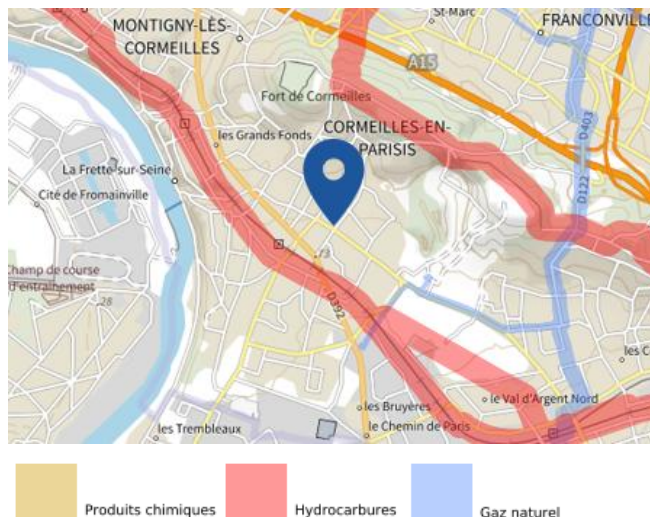 St-Marc
MONTIGNY-LÈS-
CORMEILLES
FRANCONVILLE
A15
Fort de Cormeilles
D403
les Grands Fonds
CORMEILLES-EN-
PARISIS
La Frette-sur-Seine
Cité de Fromainville
D122
73
Champ de course
d'entraînement
28
D392
les C
le Val d'Argent Nord
les Bruyères
les Trembleaux
le Chemin de Paris
Produits chimiques
Hydrocarbures
Gaz naturel